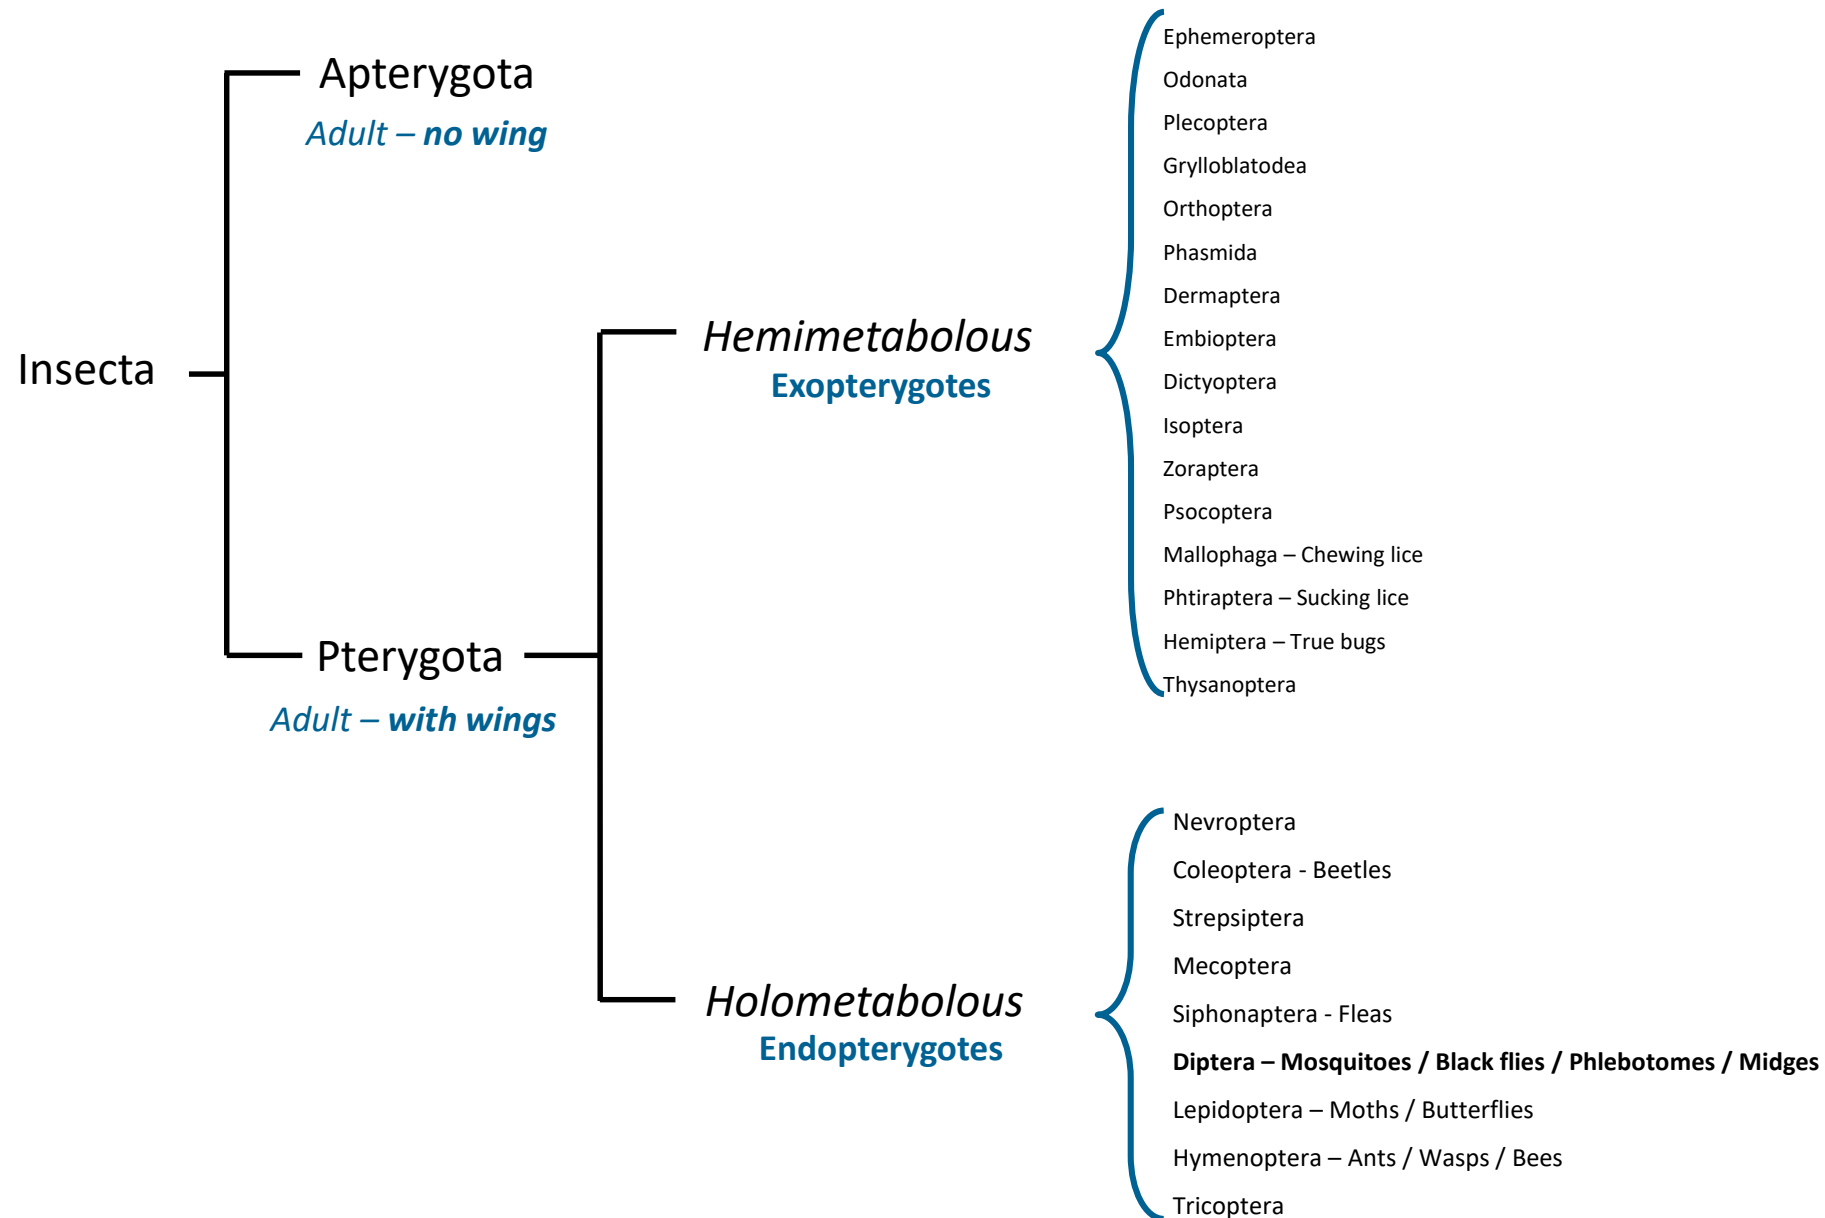 Insecta
Apterygota
Adult – no wing
Pterygota
Adult – with wings
Hemimetabolous
Exopterygotes
Ephemeroptera
Odonata
Plecoptera
Grylloblatodea
Orthoptera
Phasmida
Dermaptera
Embioptera
Dictyoptera
Isoptera
Zoraptera
Psocoptera
Mallophaga – Chewing lice
Phtiraptera – Sucking lice
Hemiptera – True bugs
Thysanoptera
Holometabolous
Endopterygotes
Nevroptera
Coleoptera - Beetles
Strepsiptera
Mecoptera
Siphonaptera - Fleas
Diptera – Mosquitoes / Black flies / Phlebotomes / Midges
Lepidoptera – Moths / Butterflies
Hymenoptera – Ants / Wasps / Bees
Tricoptera